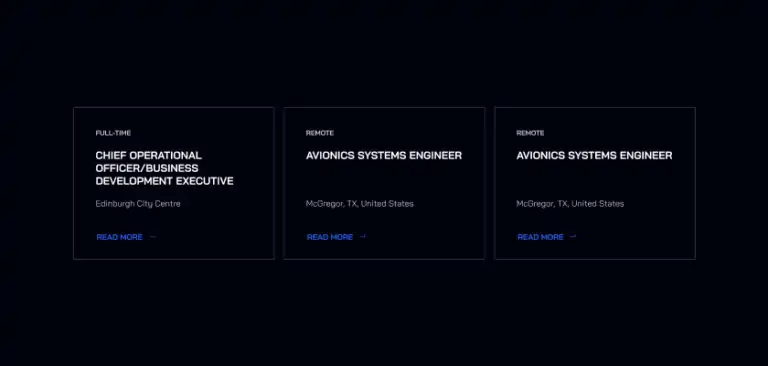 FULL-TIME
CHIEF OPERATIONAL
OFFICER/BUSINESS
DEVELOPMENT EXECUTIVE
Edinburgh City Centre
READ MORE
REMOTE
AVIONICS SYSTEMS ENGINEER
McGregor, TX, United States
READ MORE
REMOTE
AVIONICS SYSTEMS ENGINEER
McGregor, TX, United States
READ MORE